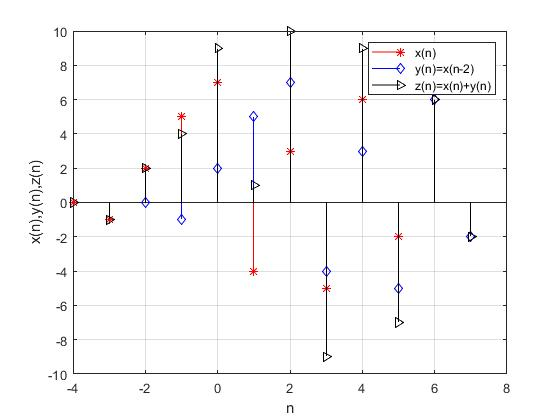 10
8
6
4
2
0
-2
-4
-6
-8
-10
x(n),y(n),z(n)
x(n)
y(n)=x(n-2)
z(n)=x(n)+y(n)
-4 -2 0 2 4 6 8
n